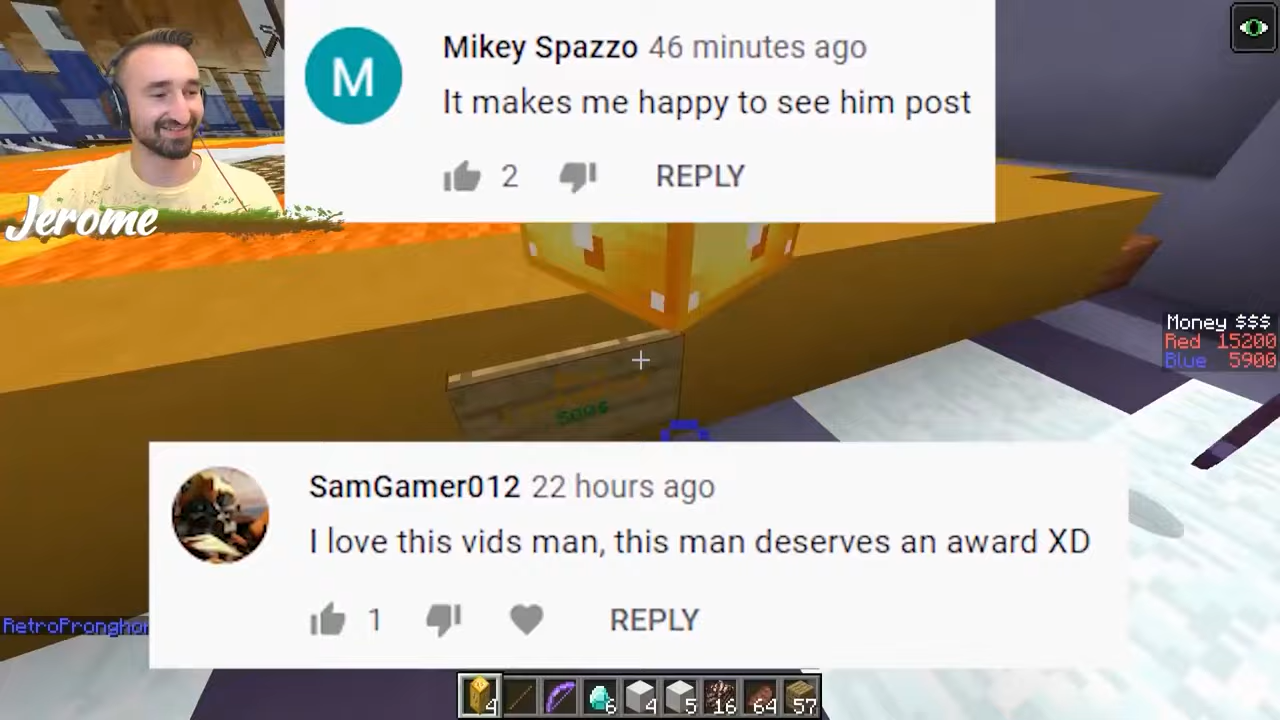 Mikey Spazzo 46 minutes ago
M
It makes me happy to see him post
2 REPLY
Jerome
Money $$$
Red 15200
Blue 5900
SamGamer012 22 hours ago
I love this vids man, this man deserves an award XD
1 REPLY
RetroPronghor
4 6 4 5 16 64 57